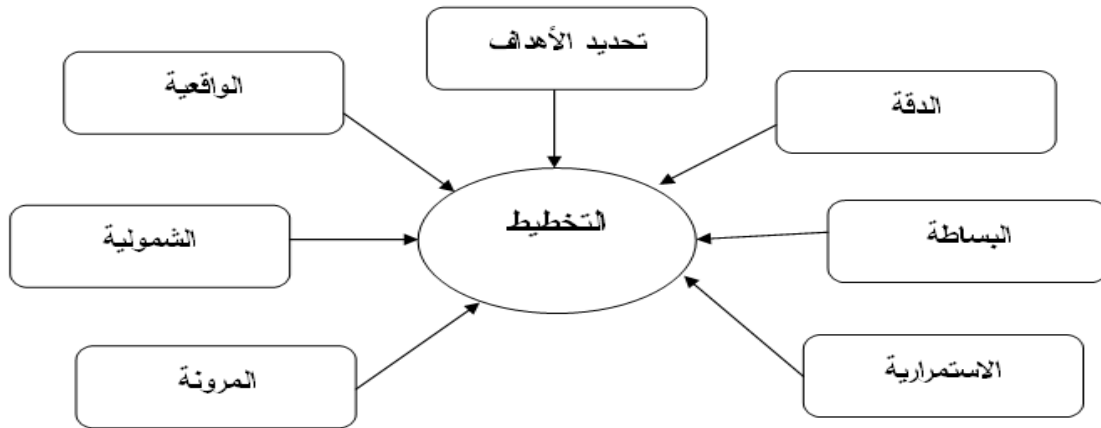 تحديد الأهداف
الدقة
الواقعية
التخطيط
البساطة
الشمولية
الاستمرارية
المرونة